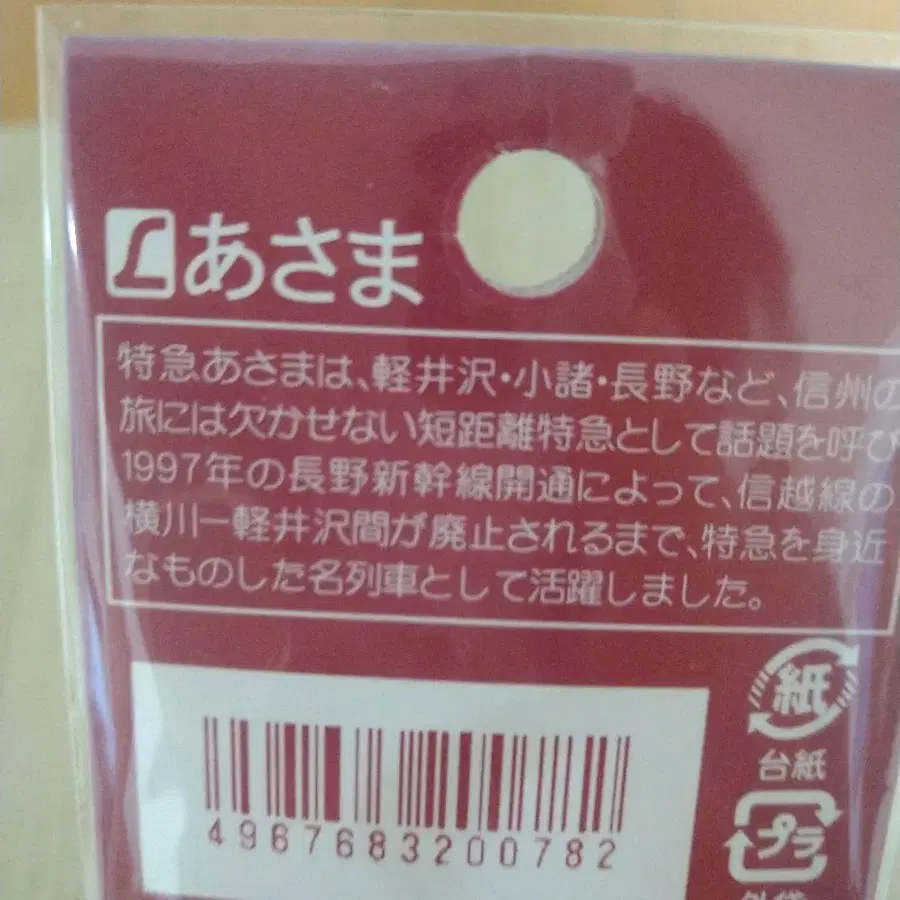 あさま
特急あさまは、軽井沢・小諸・長野など、信州の
旅には欠かせない短距離特急として話題を呼び
1997年の長野新幹線開通によって、信越線の
横川ー軽井沢間が廃止されるまで、特急を身近
なものした名列車として活躍しました。
紙
台紙
4967683200782
プラ
外袋